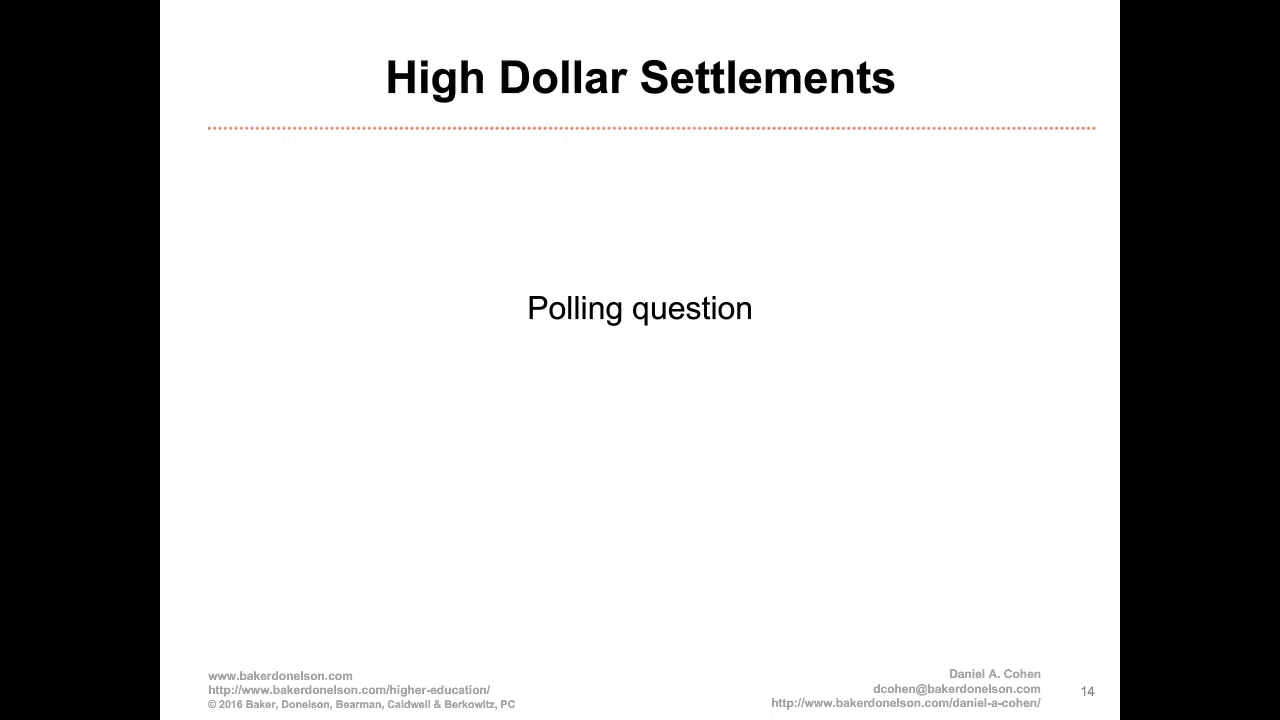 High Dollar Settlements
Polling question
www.bakerdonelson.com
http://www.bakerdonelson.com/higher-education/
© 2016 Baker, Donelson, Bearman, Caldwell & Berkowitz, PC
Daniel A. Cohen
dcohen@bakerdonelson.com
http://www.bakerdonelson.com/daniel-a-cohen/
14